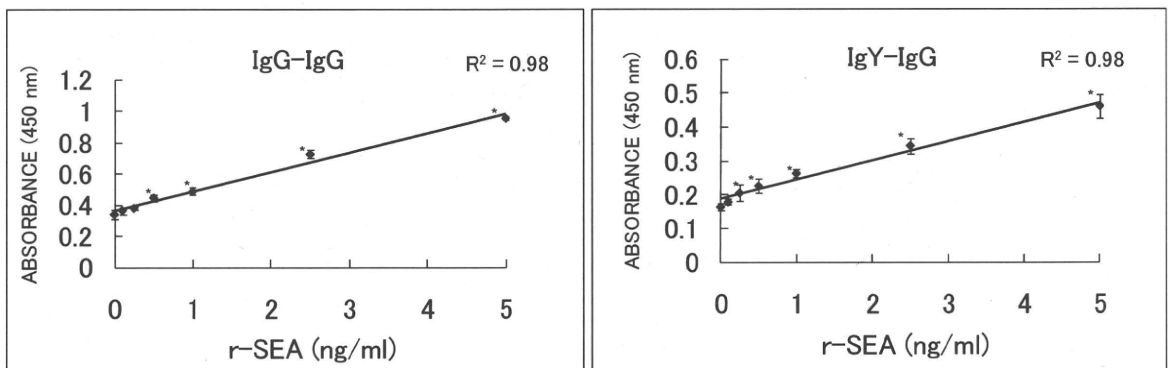 IgG-IgG
R² = 0.98
ABSORBANCE (450 nm)
1.2
1
0.8
0.6
0.4
0.2
0
* * * *
0 1 2 3 4 5
r-SEA (ng/ml)
IgY-IgG
R² = 0.98
ABSORBANCE (450 nm)
0.6
0.5
0.4
0.3
0.2
0.1
0
* * * * *
0 1 2 3 4 5
r-SEA (ng/ml)